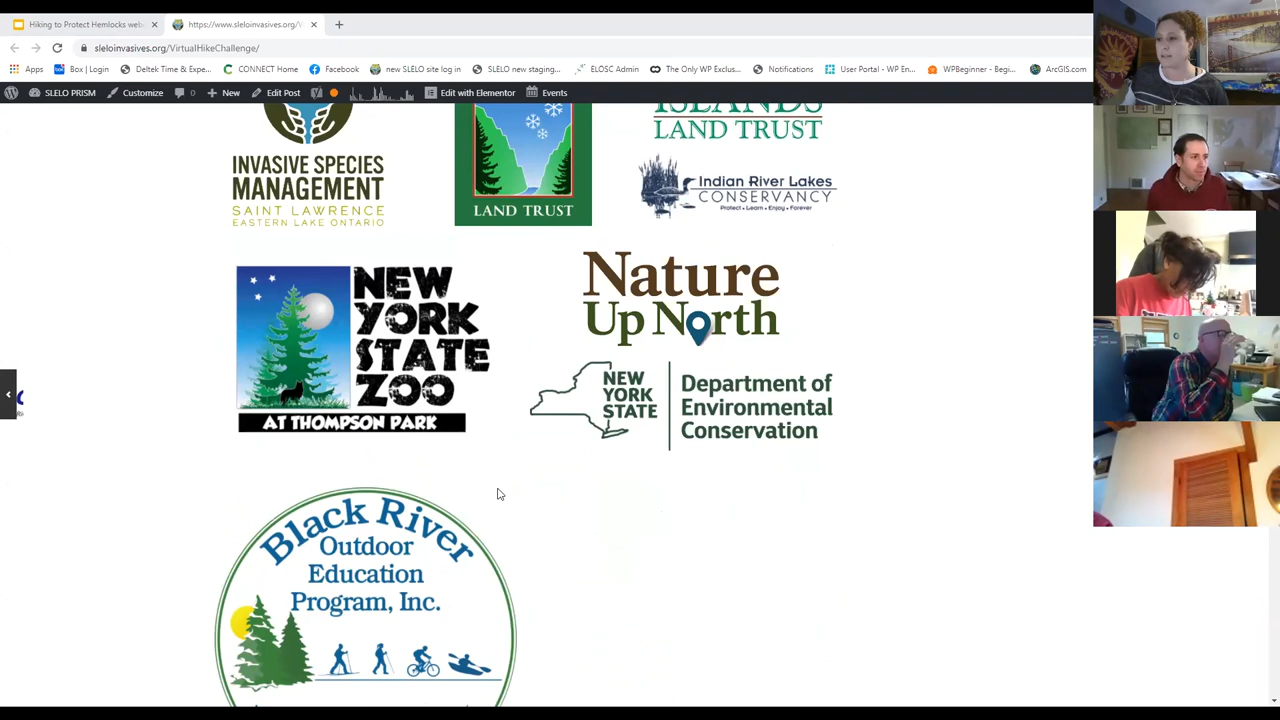 Hiking to Protect Hemlocks web
https://www.sleloinvasives.org/V
sleloinvasives.org/VirtualHikeChallenge/
Apps
Box | Login
Deltek Time & Expe...
CONNECT Home
Facebook
new SLELO site log in
SLELO new staging...
ELOSC Admin
The Only WP Exclus...
Notifications
User Portal - WP En...
WPBeginner - Begi...
ArcGIS.com
SLELO PRISM
Customize
0
New
Edit Post
Edit with Elementor
Events
INVASIVE SPECIES
MANAGEMENT
SAINT LAWRENCE
EASTERN LAKE ONTARIO
LAND TRUST
ISLANDS
LAND TRUST
Indian River Lakes
CONSERVANCY
Protect • Learn • Enjoy • Forever
NEW
YORK
STATE
ZOO
AT THOMPSON PARK
Nature
Up North
NEW
YORK
STATE
Department of
Environmental
Conservation
Black River
Outdoor
Education
Program, Inc.